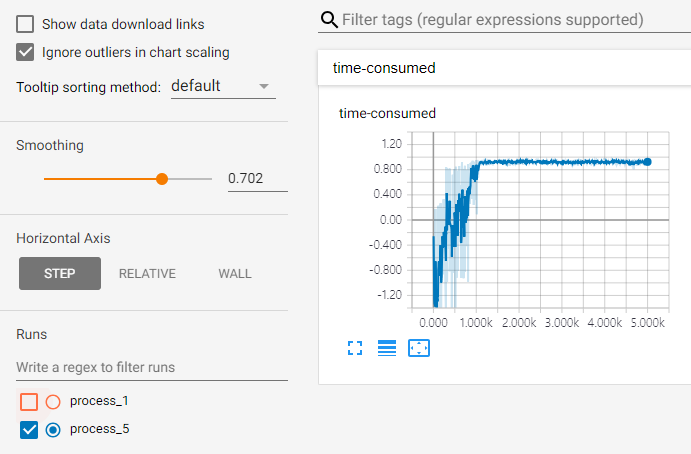 Show data download links
Ignore outliers in chart scaling
Tooltip sorting method: default
Smoothing
0.702
Horizontal Axis
STEP RELATIVE WALL
Runs
Write a regex to filter runs
process_1
process_5
Filter tags (regular expressions supported)
time-consumed
time-consumed
1.20
0.800
0.400
0.00
-0.400
-0.800
-1.20
0.000 1.000k 2.000k 3.000k 4.000k 5.000k